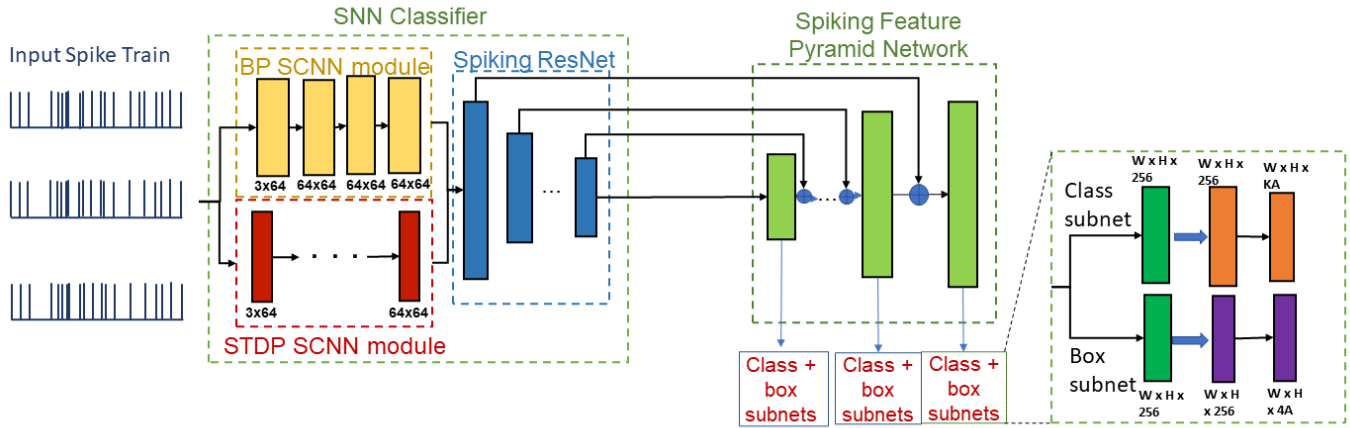 SNN Classifier
Spiking Feature
Pyramid Network
Input Spike Train
BP SCNN module
Spiking ResNet
3x64
64x64
64x64
64x64
...
. . .
3x64
64x64
STDP SCNN module
...
Class +
box
subnets
Class +
box
subnets
Class +
box
subnets
W x H x
256
W x H x
256
W x H x
KA
Class
subnet
Box
subnet
W x H x
256
W x H
x 256
W x H
x 4A